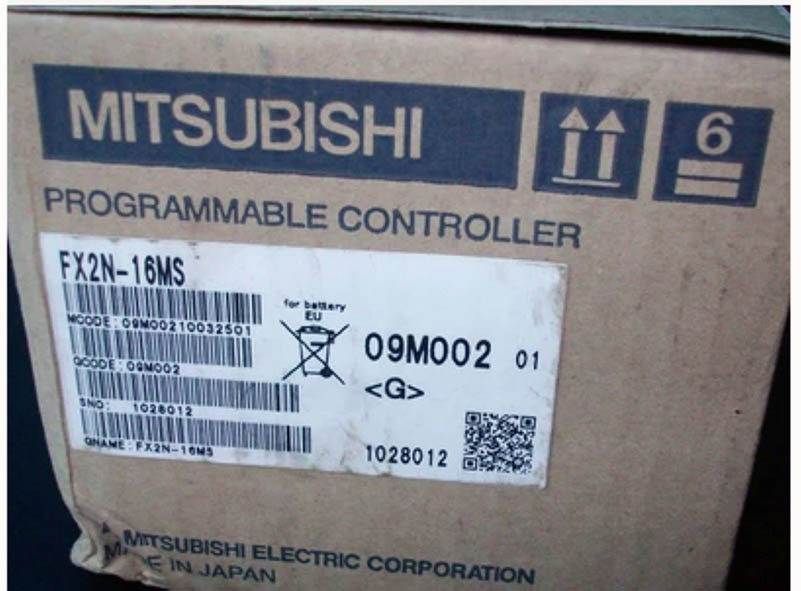 MITSUBISHI
6
PROGRAMMABLE CONTROLLER
FX2N-16MS
MCODE:09M00210032501
QCODE:09M002
SNO: 1028012
QNAME:FX2N-16MS
for battery
EU
09M002 01
<G>
1028012
MITSUBISHI ELECTRIC CORPORATION
IN JAPAN